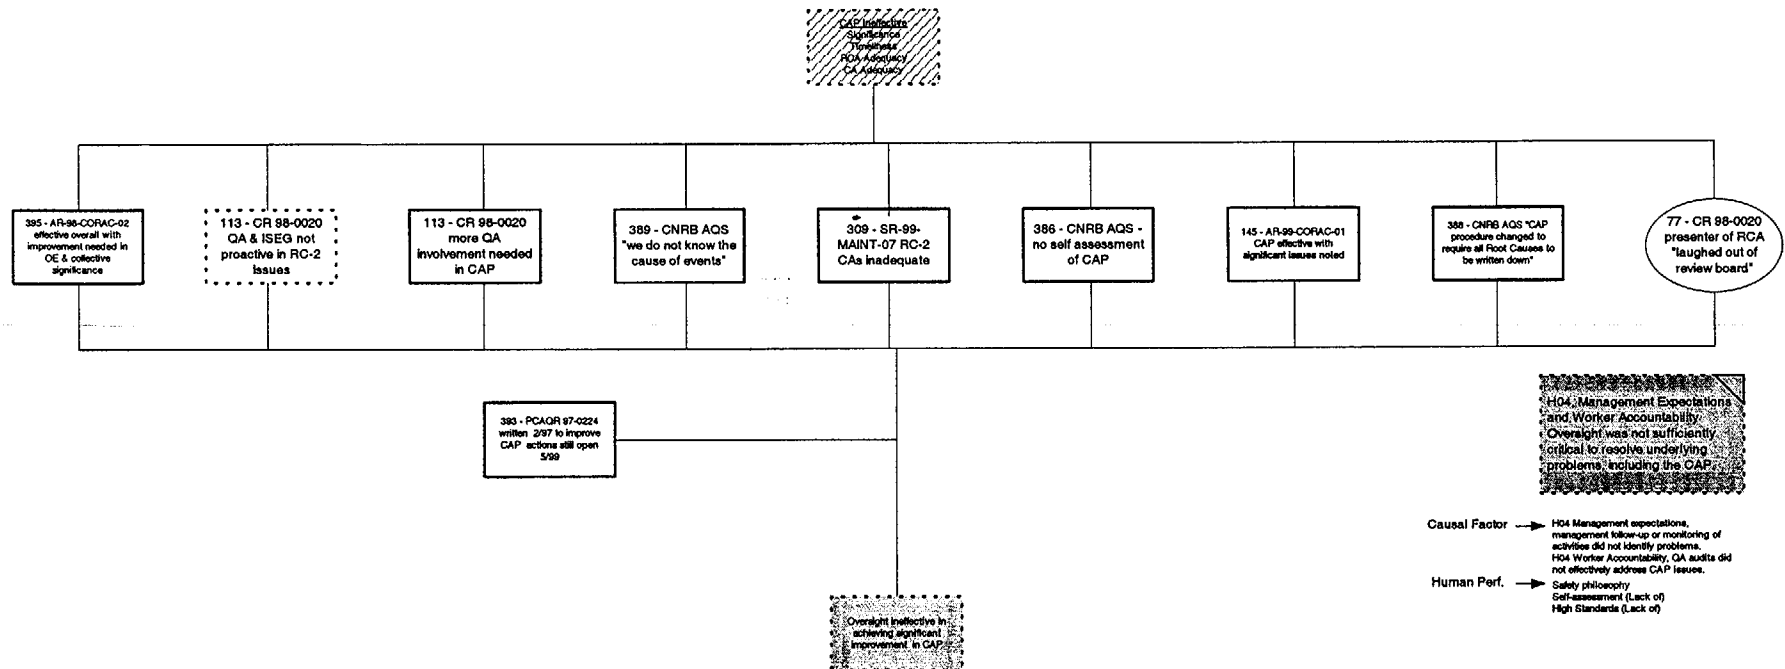 CAP Ineffective
Significance
Timeliness
RCA Adequacy
CA Adequacy
395 - AR-98-CORAC-02
effective overall with
improvement needed in
OE & collective
significance
113 - CR 98-0020
QA & ISEG not
proactive in RC-2
issues
113 - CR 98-0020
more QA
involvement needed
in CAP
389 - CNRB AQS
"we do not know the
cause of events"
309 - SR-99-
MAINT-07 RC-2
CAs inadequate
386 - CNRB AQS -
no self assessment
of CAP
145 - AR-99-CORAC-01
CAP effective with
significant issues noted
388 - CNRB AQS "CAP
procedure changed to
require all Root Causes to
be written down"
77 - CR 98-0020
presenter of RCA
"laughed out of
review board"
393 - PCAQR 97-0224
written 2/97 to improve
CAP actions still open
5/99
H04, Management Expectations
and Worker Accountability
Oversight was not sufficiently
critical to resolve underlying
problems, including the CAP.
Causal Factor
H04 Management expectations,
management follow-up or monitoring of
activities did not identify problems.
H04 Worker Accountability, QA audits did
not effectively address CAP issues.
Human Perf.
Safety philosophy
Self-assessment (Lack of)
High Standards (Lack of)
Oversight ineffective in
achieving significant
improvement in CAP